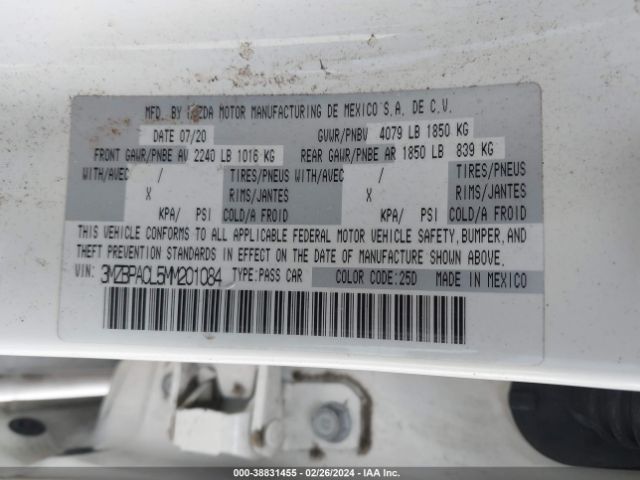 MFD. BY MAZDA MOTOR MANUFACTURING DE MEXICO S.A. DE C.V.
DATE 07/20 GVWR/PNBV 4079 LB 1850 KG
FRONT GAWR/PNBE AV 2240 LB 1016 KG REAR GAWR/PNBE AR 1850 LB 839 KG
WITH/AVEC / TIRES/PNEUS WITH/AVEC / TIRES/PNEUS
X RIMS/JANTES X RIMS/JANTES
KPA/ PSI COLD/A FROID KPA/ PSI COLD/A FROID
THIS VEHICLE CONFORMS TO ALL APPLICABLE FEDERAL MOTOR VEHICLE SAFETY, BUMPER, AND
THEFT PREVENTION STANDARDS IN EFFECT ON THE DATE OF MANUFACTURE SHOWN ABOVE.
VIN: 3MZBPACL5MM201084 TYPE: PASS CAR COLOR CODE: 25D MADE IN MEXICO
000-38831455 - 02/26/2024 - IAA Inc.